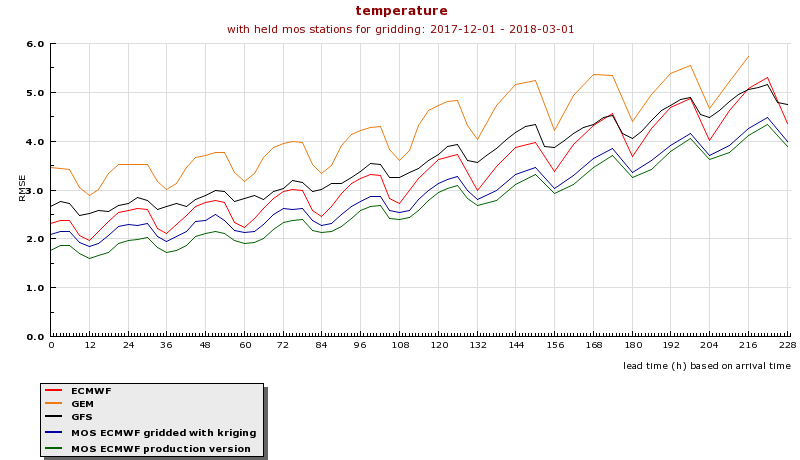 temperature
with held mos stations for gridding: 2017-12-01 - 2018-03-01
6.0
5.0
4.0
3.0
2.0
1.0
0.0
RMSE
0 12 24 36 48 60 72 84 96 108 120 132 144 156 168 180 192 204 216 228
lead time (h) based on arrival time
ECMWF
GEM
GFS
MOS ECMWF gridded with kriging
MOS ECMWF production version